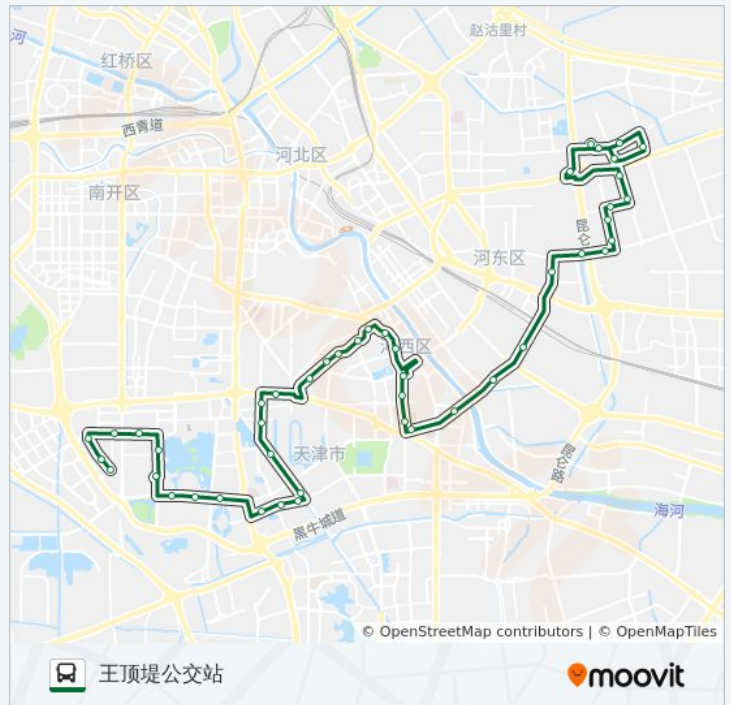 赵沽里村
河
红桥区
西青道
河北区
南开区
昆仑
河东区
西区
天津市
昆仑路
海河
黑牛城道
© OpenStreetMap contributors | © OpenMapTiles
王顶堤公交站
moovit